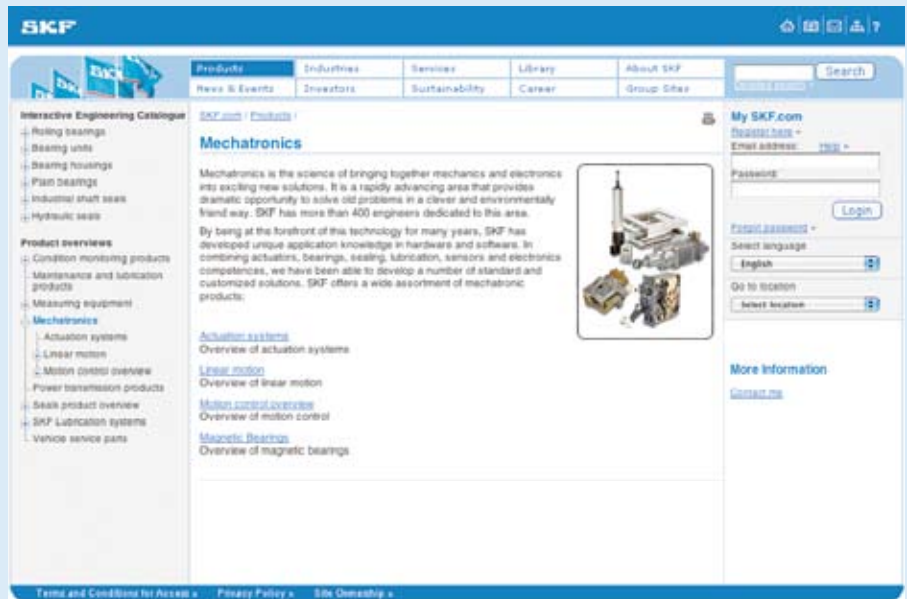 SKF
?
Products Industries Services Library About SKF
News & Events Investors Sustainability Career Group Sites
Search
Interactive Engineering Catalogue
Rolling bearings
Bearing units
Bearing housings
Plain bearings
Industrial shaft seals
Hydraulic seals
Product overviews
Condition monitoring products
Maintenance and lubrication
products
Measuring equipment
Mechatronics
Actuation systems
Linear motion
Motion control overview
Power transmission products
Seals product overview
SKF Lubrication systems
Vehicle service parts
SKF.com / Products /
Mechatronics
Mechatronics is the science of bringing together mechanics and electronics
into exciting new solutions. It is a rapidly advancing area that provides
dramatic opportunity to solve old problems in a clever and environmentally
friend way. SKF has more than 400 engineers dedicated to this area.
By being at the forefront of this technology for many years, SKF has
developed unique application knowledge in hardware and software. In
combining actuators, bearings, sealing, lubrication, sensors and electronics
competences, we have been able to develop a number of standard and
customized solutions. SKF offers a wide assortment of mechatronic
products:
Actuation systems
Overview of actuation systems
Linear motion
Overview of linear motion
Motion control overview
Overview of motion control
Magnetic Bearings
Overview of magnetic bearings
My SKF.com
Register here
Email address: Help
Password:
Login
Forgot password
Select language
English
Go to location
Select location
More Information
Contact me
Terms and Conditions for Access » Privacy Policy » Site Ownership »